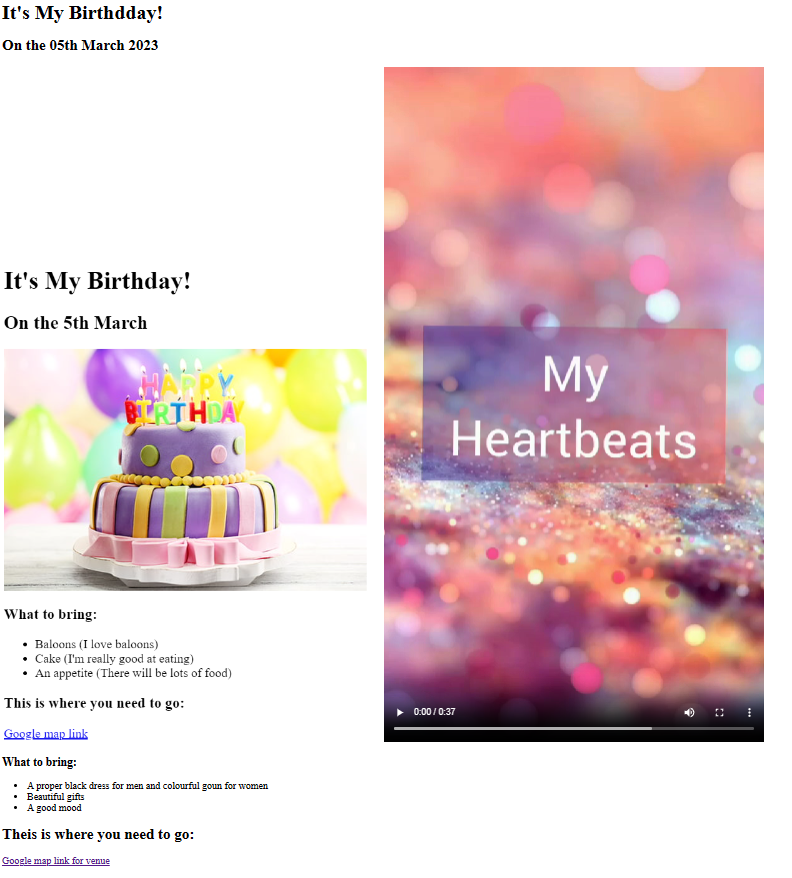 It's My Birthdday!
On the 05th March 2023
It's My Birthday!
On the 5th March
HAPPY
BIRTHDAY
My
Heartbeats
0:00 / 0:37
What to bring:
Baloons (I love baloons)
Cake (I'm really good at eating)
An appetite (There will be lots of food)
This is where you need to go:
Google map link
What to bring:
A proper black dress for men and colourful goun for women
Beautiful gifts
A good mood
Theis is where you need to go:
Google map link for venue